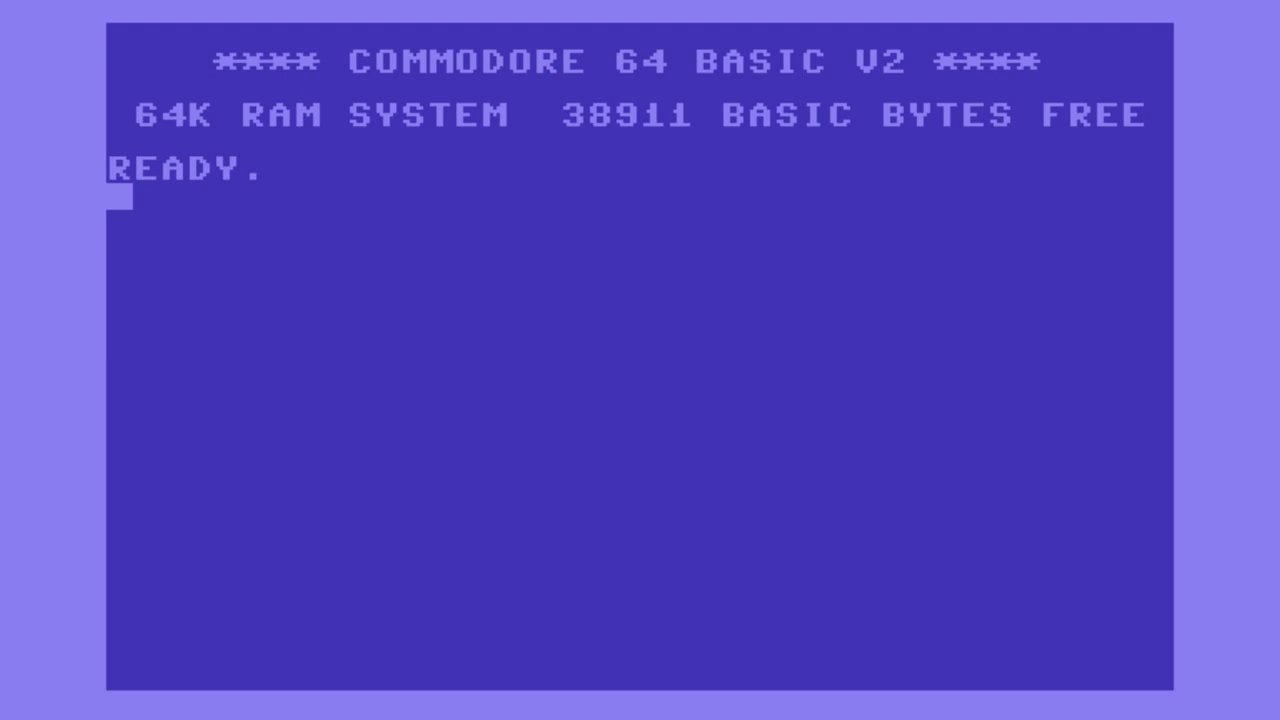 **** COMMODORE 64 BASIC V2 ****
64K RAM SYSTEM  38911 BASIC BYTES FREE
READY.